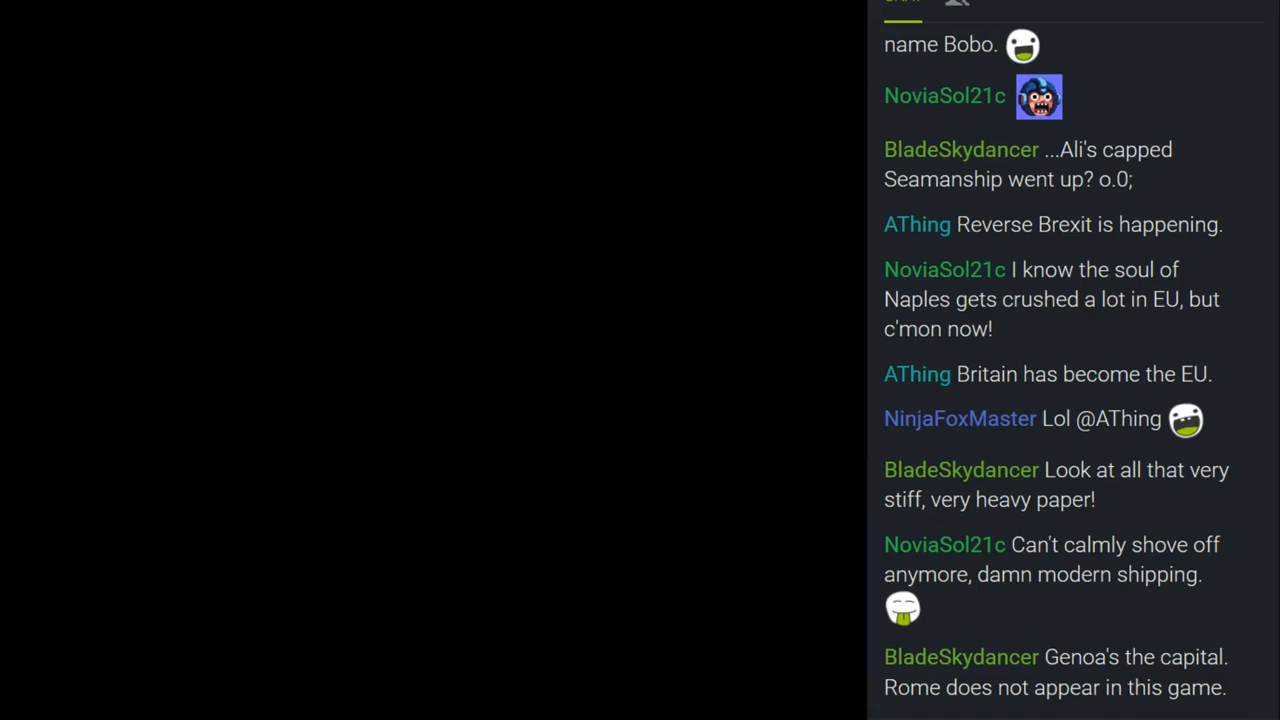 name Bobo.
NoviaSol21c
BladeSkydancer ...Ali's capped
Seamanship went up? o.0;
AThing Reverse Brexit is happening.
NoviaSol21c I know the soul of
Naples gets crushed a lot in EU, but
c'mon now!
AThing Britain has become the EU.
NinjaFoxMaster Lol @AThing
BladeSkydancer Look at all that very
stiff, very heavy paper!
NoviaSol21c Can't calmly shove off
anymore, damn modern shipping.
BladeSkydancer Genoa's the capital.
Rome does not appear in this game.